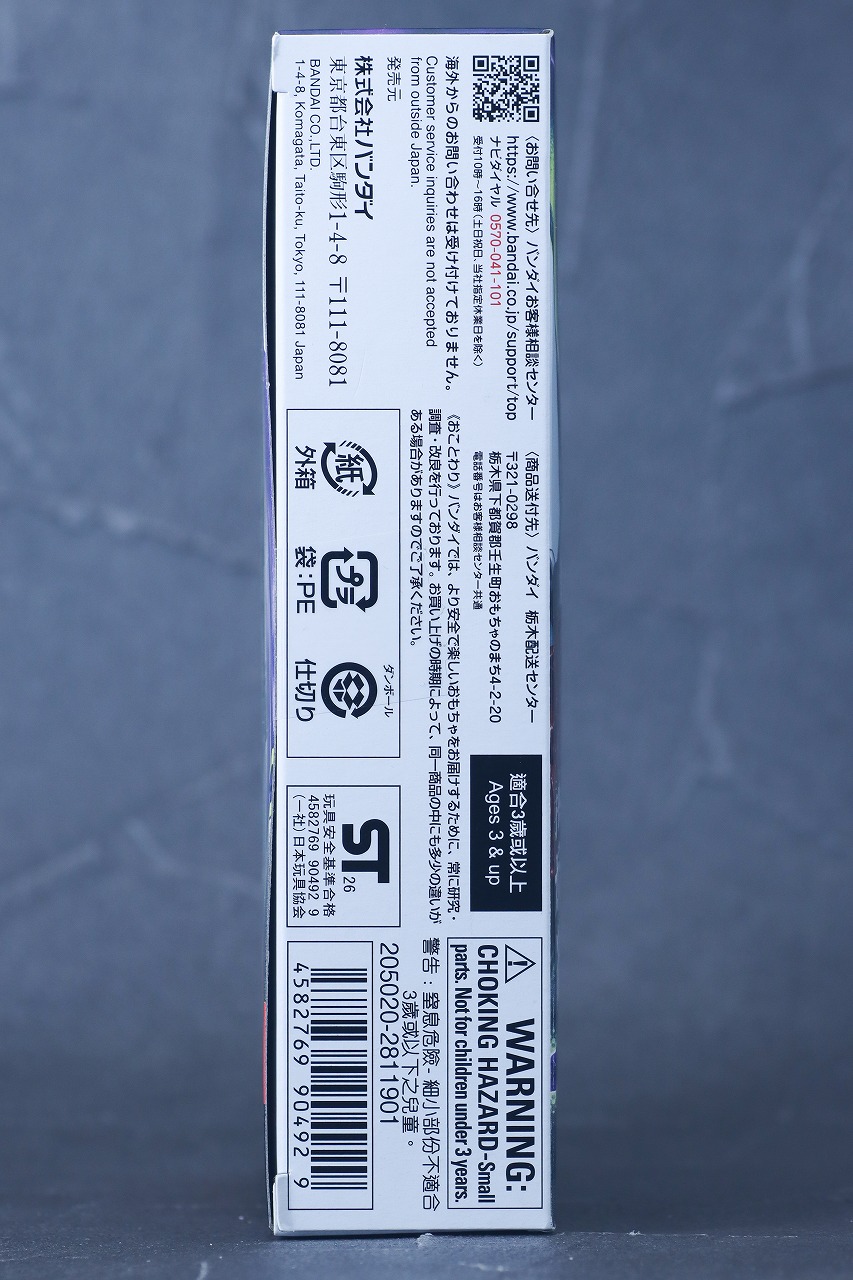 〈お問い合せ先〉バンダイお客様相談センター
https://www.bandai.co.jp/support/top
ナビダイヤル 0570-041-101
受付10時～16時(土日祝日、当社指定休業日を除く)
海外からのお問い合わせは受け付けておりません。
Customer service inquiries are not accepted
from outside Japan.
発売元
株式会社バンダイ
東京都台東区駒形1-4-8 〒111-8081
BANDAI CO.,LTD.
1-4-8, Komagata, Taito-ku, Tokyo, 111-8081 Japan
〈商品送付先〉バンダイ 栃木配送センター
〒321-0298
栃木県下都賀郡壬生町おもちゃのまち4-2-20
電話番号はお客様相談センター共通
《おことわり》バンダイでは、より安全で楽しいおもちゃをお届けするために、常に研究・
調査・改良を行っております。お買い上げの時期によって、同一商品の中にも多少の違いが
ある場合がありますのでご了承ください。
紙
外箱
プラ
袋:PE
ダンボール
仕切り
適合3歲或以上
Ages 3 & up
ST
26
玩具安全基準合格
4582769 90492 9
(一社)日本玩具協会
WARNING:
CHOKING HAZARD-Small
parts. Not for children under 3 years.
警告:窒息危險-細小部份不適合
3歲或以下之兒童。
205020-2811901
4582769 90492 9